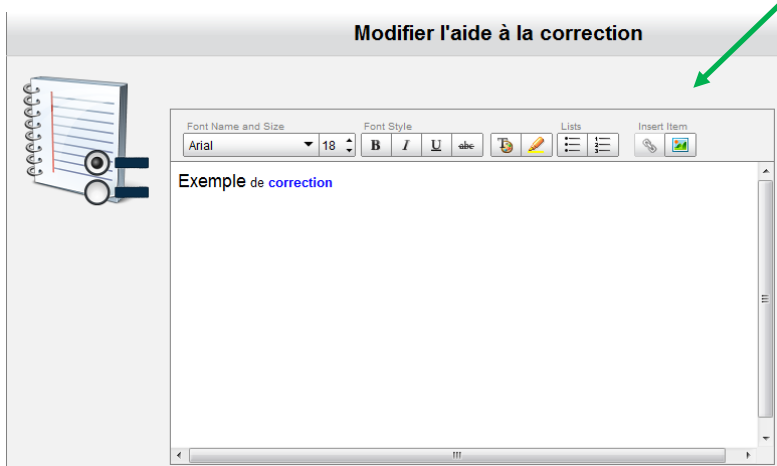 Modifier l'aide à la correction
Font Name and Size Font Style Lists Insert Item
Arial 18 B I U abc
Exemple de correction